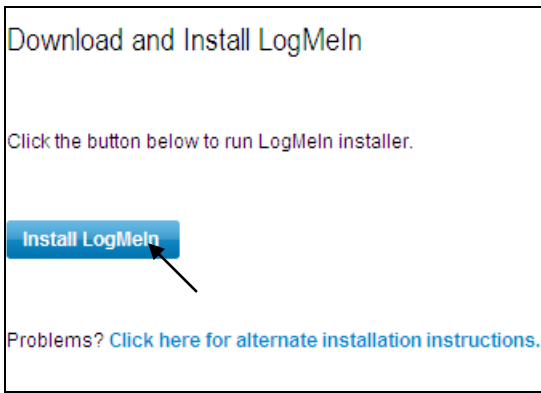 Download and Install LogMeIn
Click the button below to run LogMeIn installer.
Install LogMeIn
Problems? Click here for alternate installation instructions.